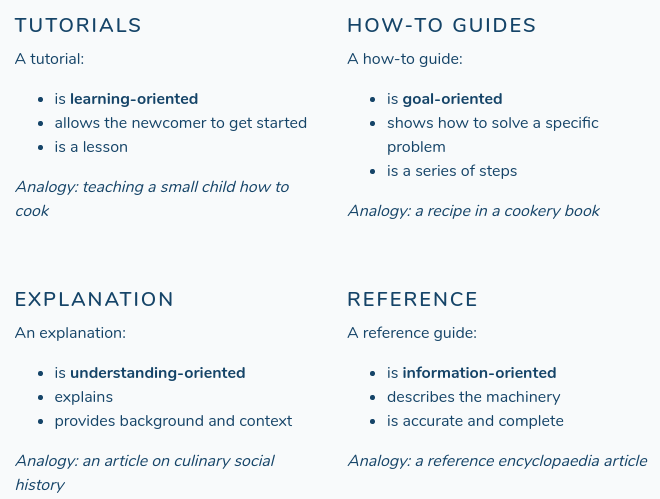 TUTORIALS
A tutorial:
• is learning-oriented
• allows the newcomer to get started
• is a lesson
Analogy: teaching a small child how to
cook
HOW-TO GUIDES
A how-to guide:
• is goal-oriented
• shows how to solve a specific
problem
• is a series of steps
Analogy: a recipe in a cookery book
EXPLANATION
An explanation:
• is understanding-oriented
• explains
• provides background and context
Analogy: an article on culinary social
history
REFERENCE
A reference guide:
• is information-oriented
• describes the machinery
• is accurate and complete
Analogy: a reference encyclopaedia article